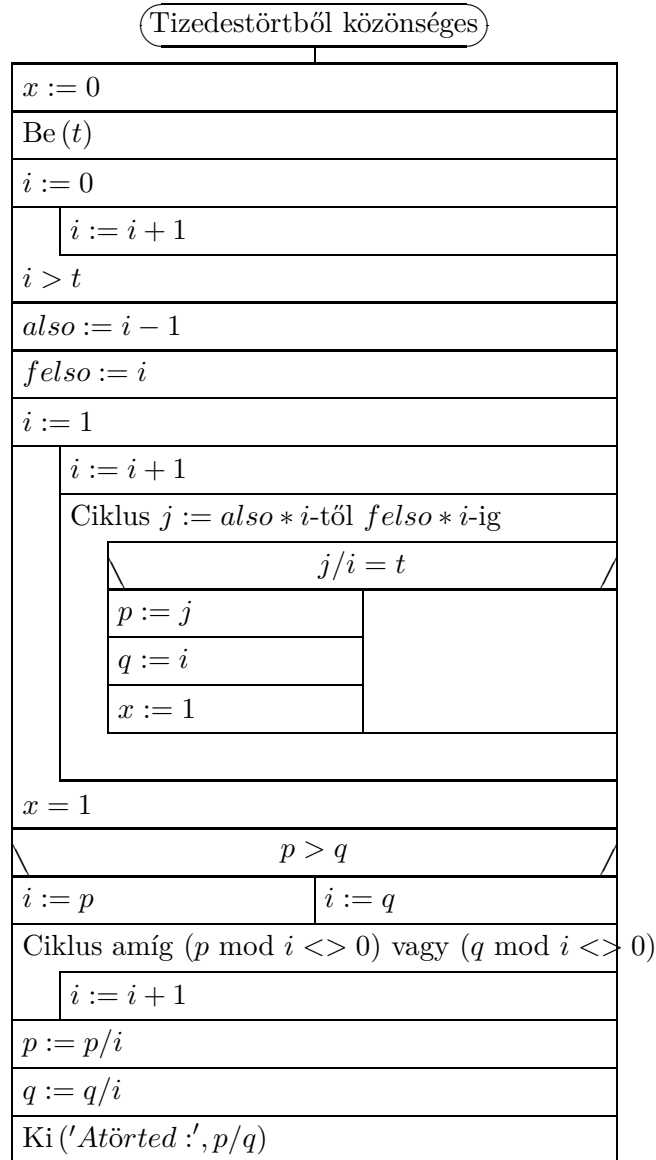 Tizedestörtből közönséges
x := 0
Be (t)
i := 0
i := i + 1
i > t
also := i − 1
felso := i
i := 1
i := i + 1
Ciklus j := also ∗ i-től felso ∗ i-ig
j/i = t
p := j
q := i
x := 1
x = 1
p > q
i := p
i := q
Ciklus amíg (p mod i <> 0) vagy (q mod i <> 0)
i := i + 1
p := p/i
q := q/i
Ki ('Atörted :', p/q)